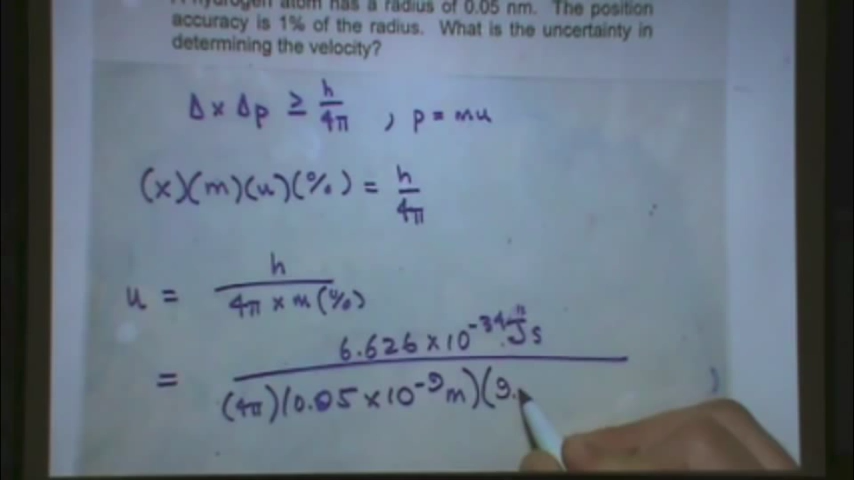 hydrogen atom has a radius of 0.05 nm. The position
accuracy is 1% of the radius. What is the uncertainty in
determining the velocity?
Δx Δp ≥ h/4π , p = mu
(x)(m)(u)(%) = h/4π
u = h/4π x m (%)
= 6.626 × 10⁻³⁴ Js
(4π)(0.05 × 10⁻⁹ m)(9.